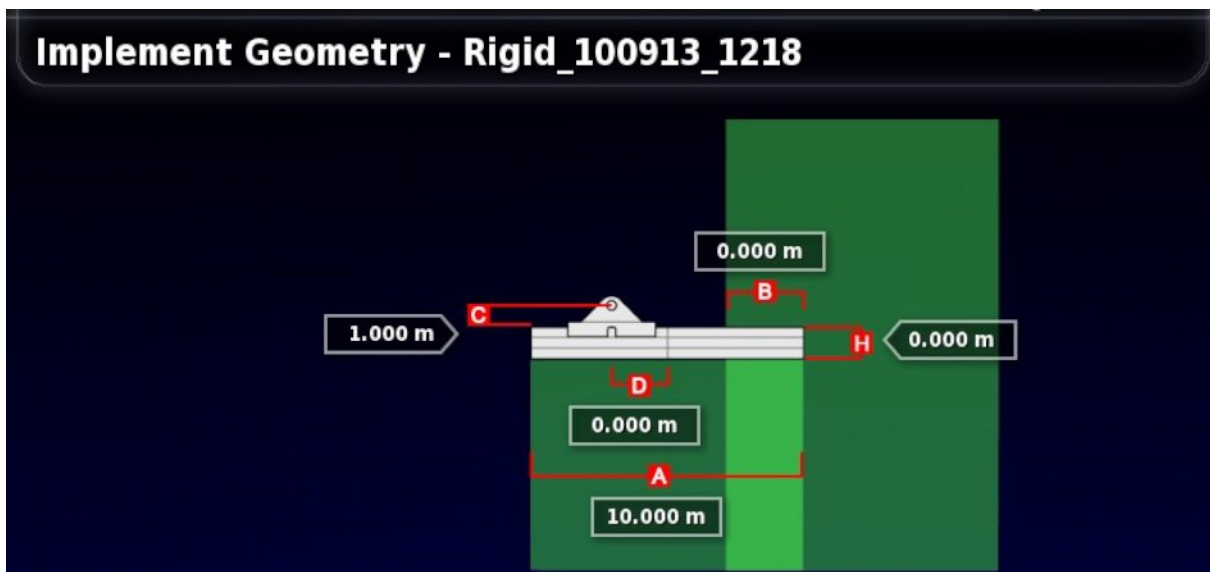 Implement Geometry - Rigid_100913_1218
0.000 m
B
C
1.000 m
H
0.000 m
D
0.000 m
A
10.000 m